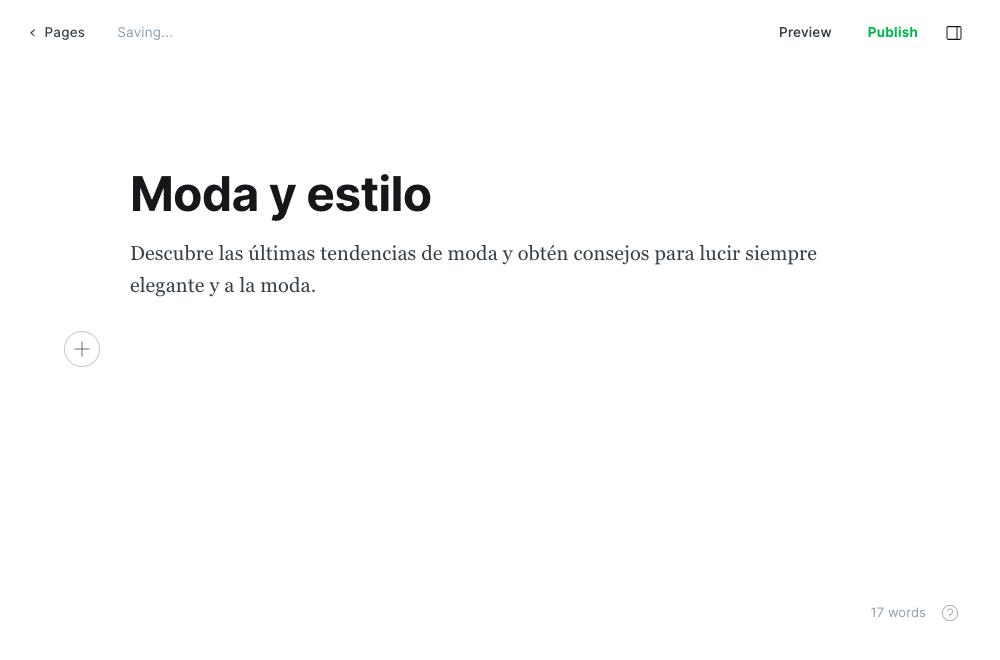 Pages
Saving...
Preview
Publish
Moda y estilo
Descubre las últimas tendencias de moda y obtén consejos para lucir siempre
elegante y a la moda.
17 words